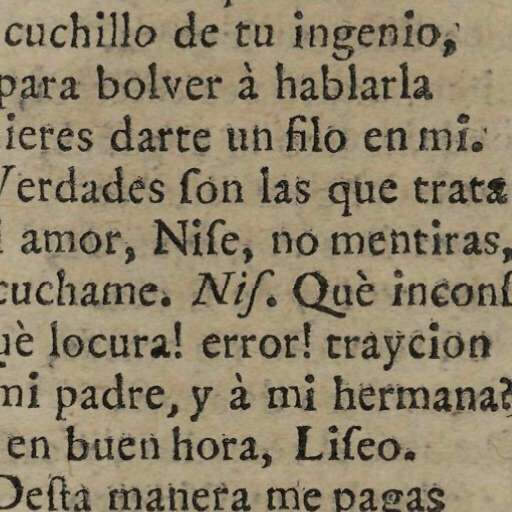 cuchillo de tu ingenio,
para bolver à hablarla
ieres darte un filo en mi.
Verdades ſon las que trata
l amor, Niſe, no mentiras,
cuchame. Niſ. Què inconſ
uè locura! error! traycion
mi padre, y à mi hermana?
en buen hora, Liſeo.
Deſta manera me pagas